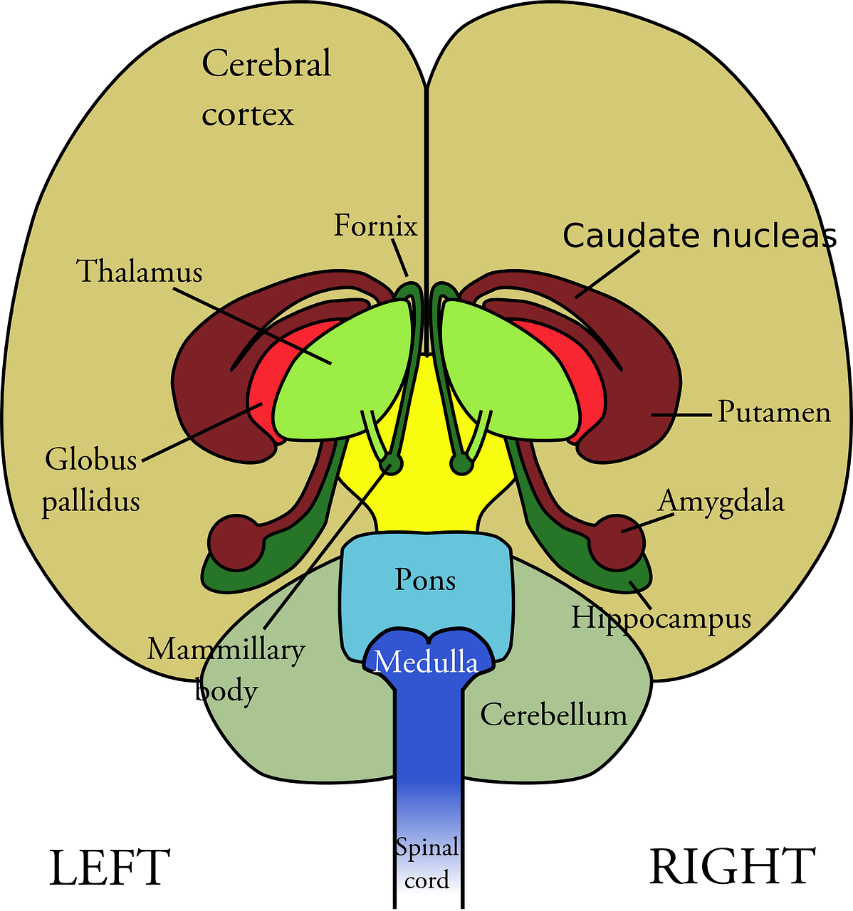 Cerebral
cortex
Fornix
Caudate nucleas
Thalamus
Putamen
Globus
pallidus
Amygdala
Pons
Hippocampus
Mammillary
body
Medulla
Cerebellum
Spinal
cord
LEFT
RIGHT